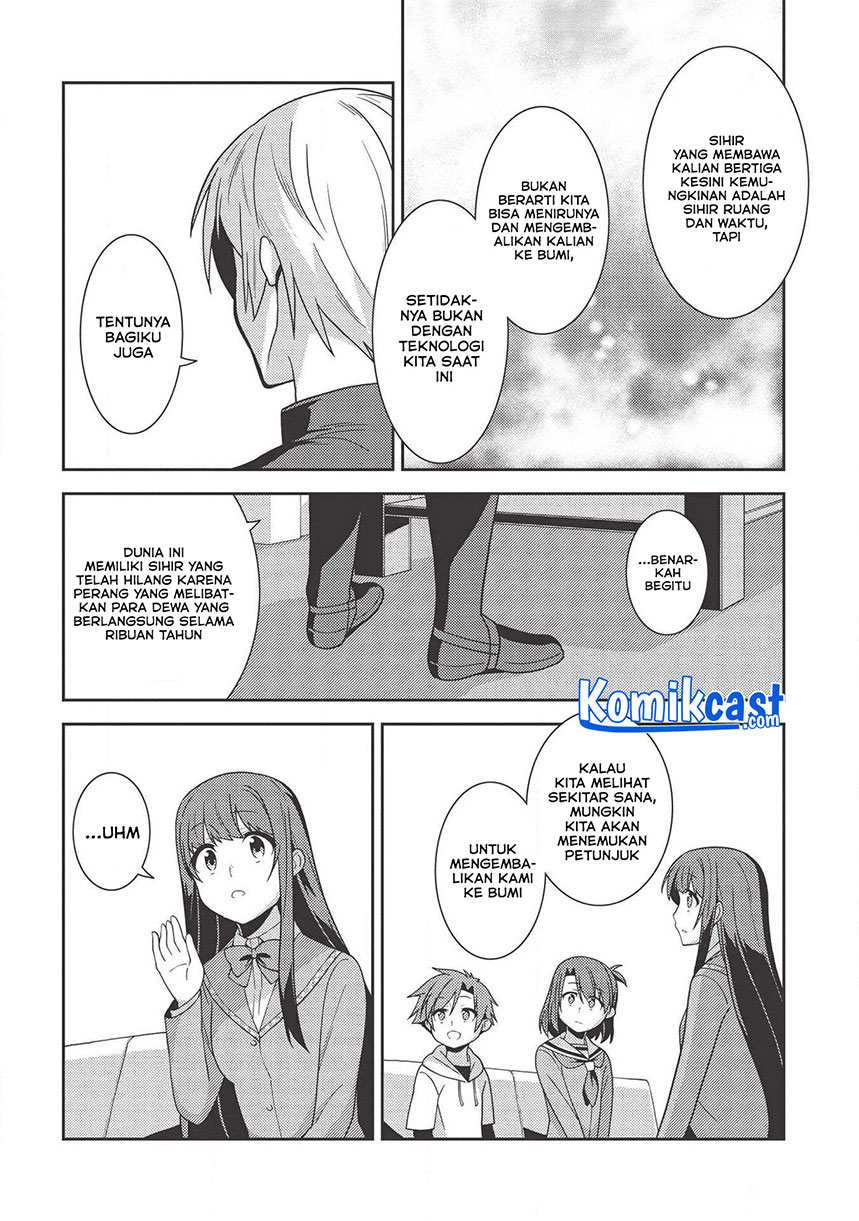 SIHIR
YANG MEMBAWA
KALIAN BERTIGA
KESINI KEMU-
NGKINAN ADALAH
SIHIR RUANG
DAN WAKTU,
TAPI
BUKAN
BERARTI KITA
BISA MENIRUNYA
DAN MENGEMB-
ALIKAN KALIAN
KE BUMI,
SETIDAK-
NYA BUKAN
DENGAN
TEKNOLOGI
KITA SAAT
INI
TENTUNYA
BAGIKU
JUGA
...BENAR-
KAH
BEGITU
DUNIA INI
MEMILIKI SIHIR YANG
TELAH HILANG KARENA
PERANG YANG MELIBAT-
KAN PARA DEWA YANG
BERLANGSUNG SELAMA
RIBUAN TAHUN
Komikcast
.com
KALAU
KITA MELIHAT
SEKITAR SANA,
MUNGKIN
KITA AKAN
MENEMUKAN
PETUNJUK
UNTUK
MENGEMBA-
LIKAN KAMI
KE BUMI
...UHM